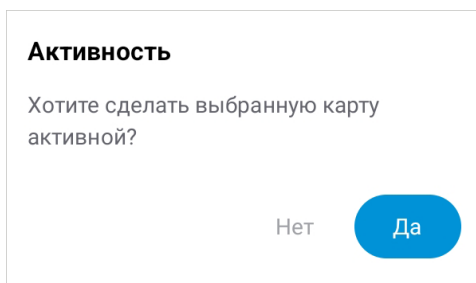 Активность
Хотите сделать выбранную карту
активной?
Нет
Да